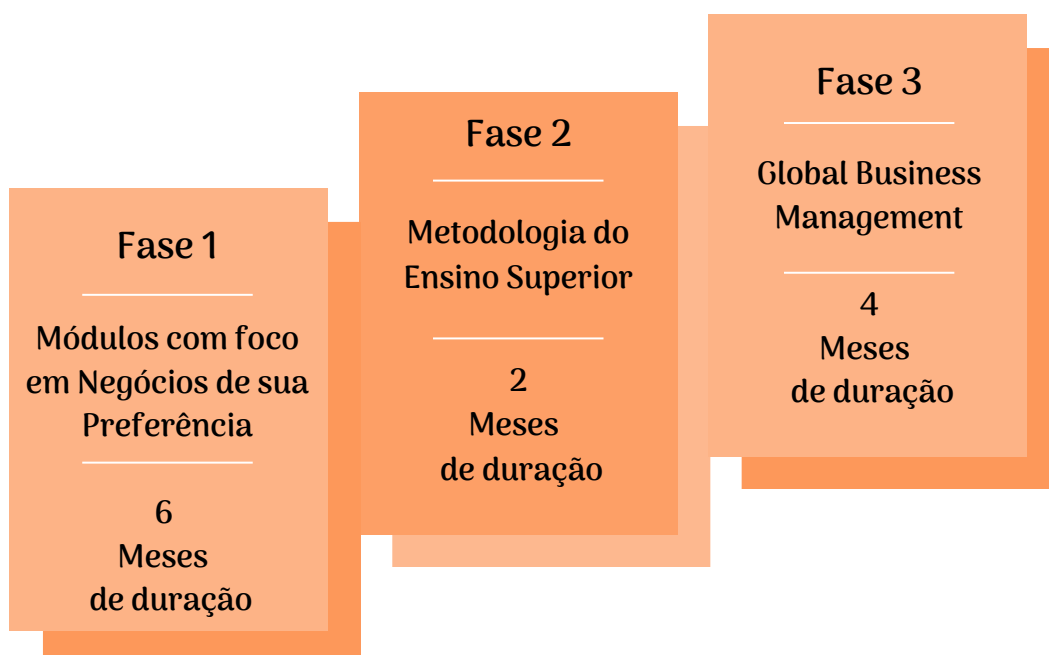 Fase 1
Módulos com foco
em Negócios de sua
Preferência
6
Meses
de duração
Fase 2
Metodologia do
Ensino Superior
2
Meses
de duração
Fase 3
Global Business
Management
4
Meses
de duração